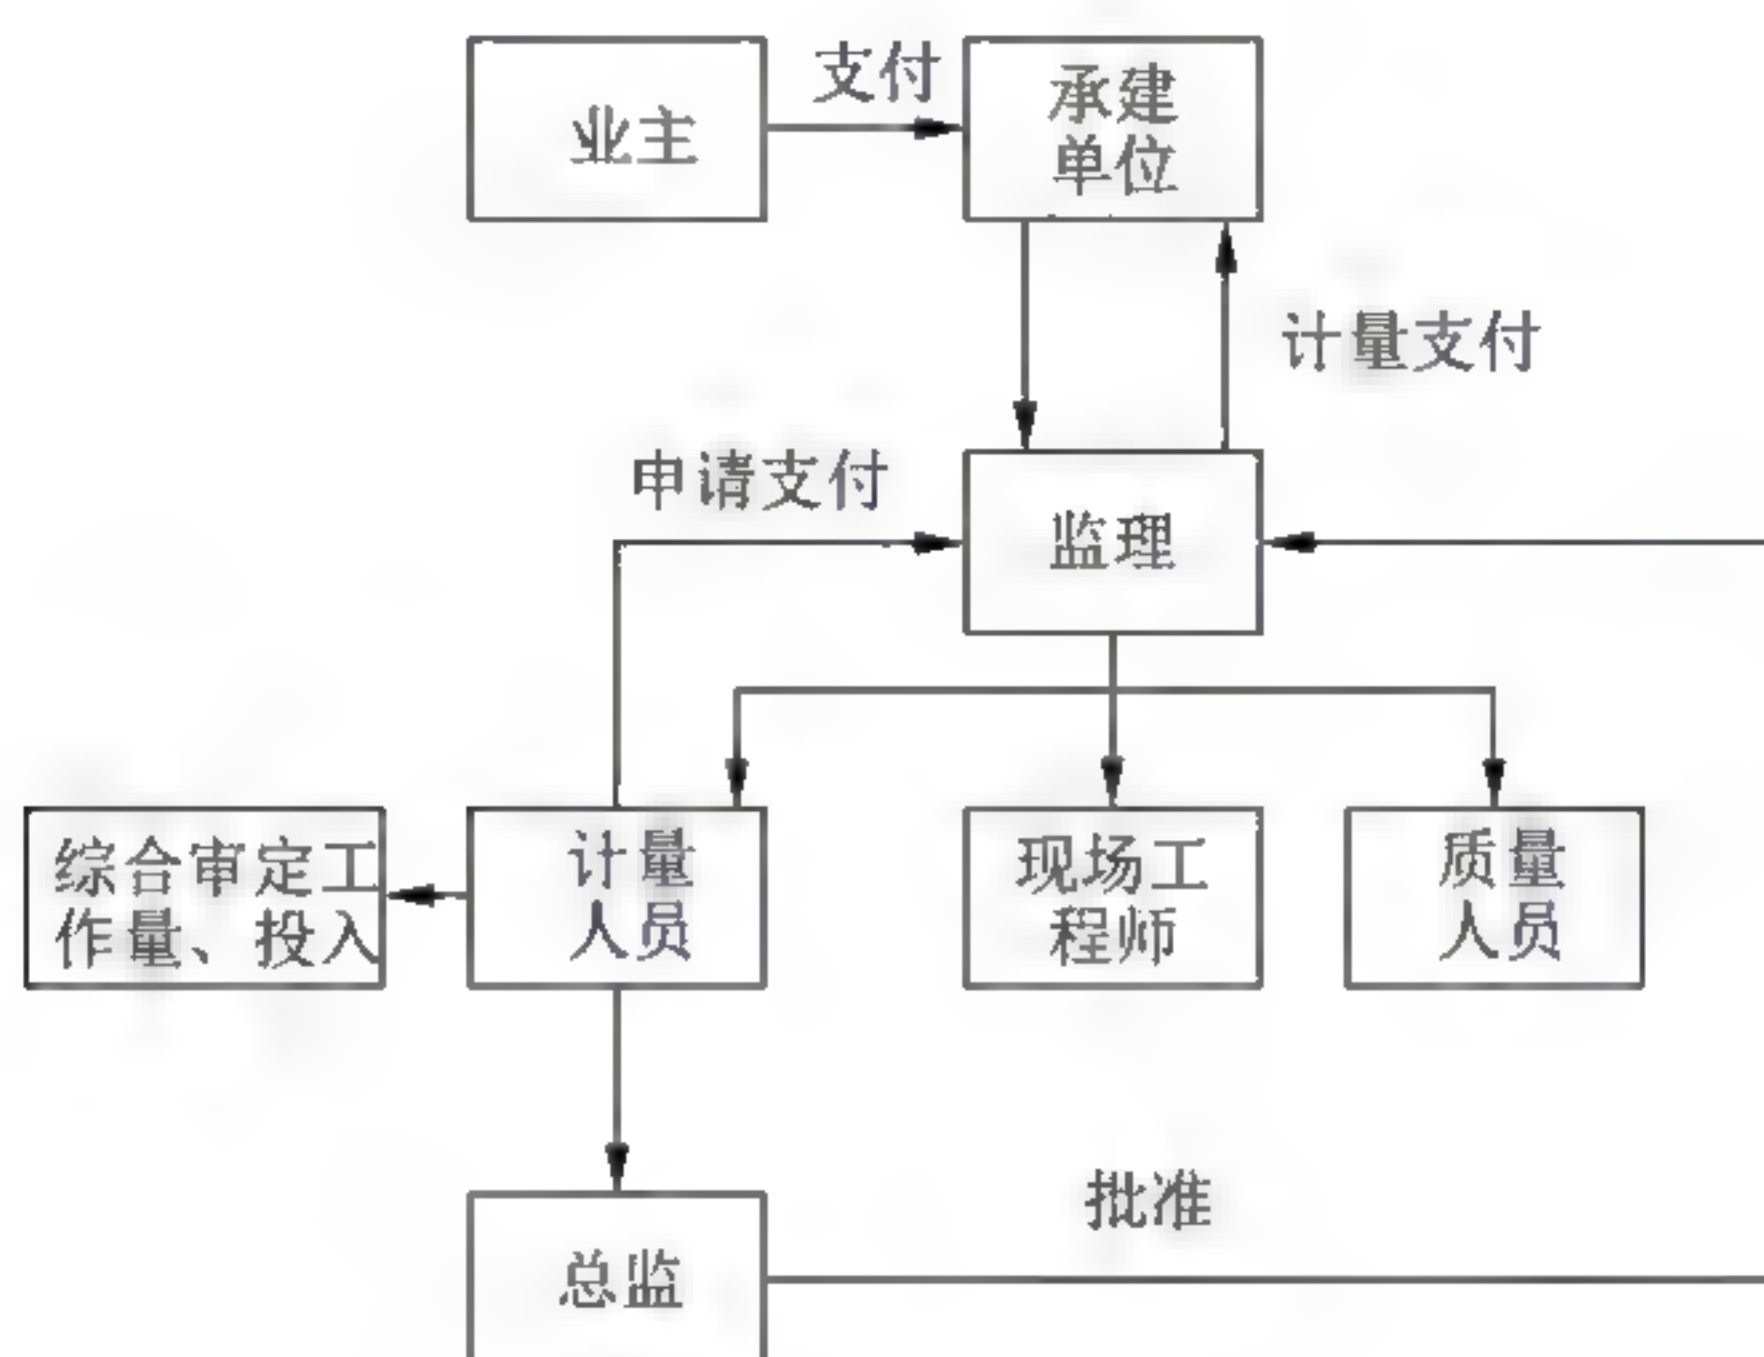 支付
业主
承建
单位
计量支付
申请支付
监理
综合审定工
作量、投入
计量
人员
现场工
程师
质量
人员
批准
总监